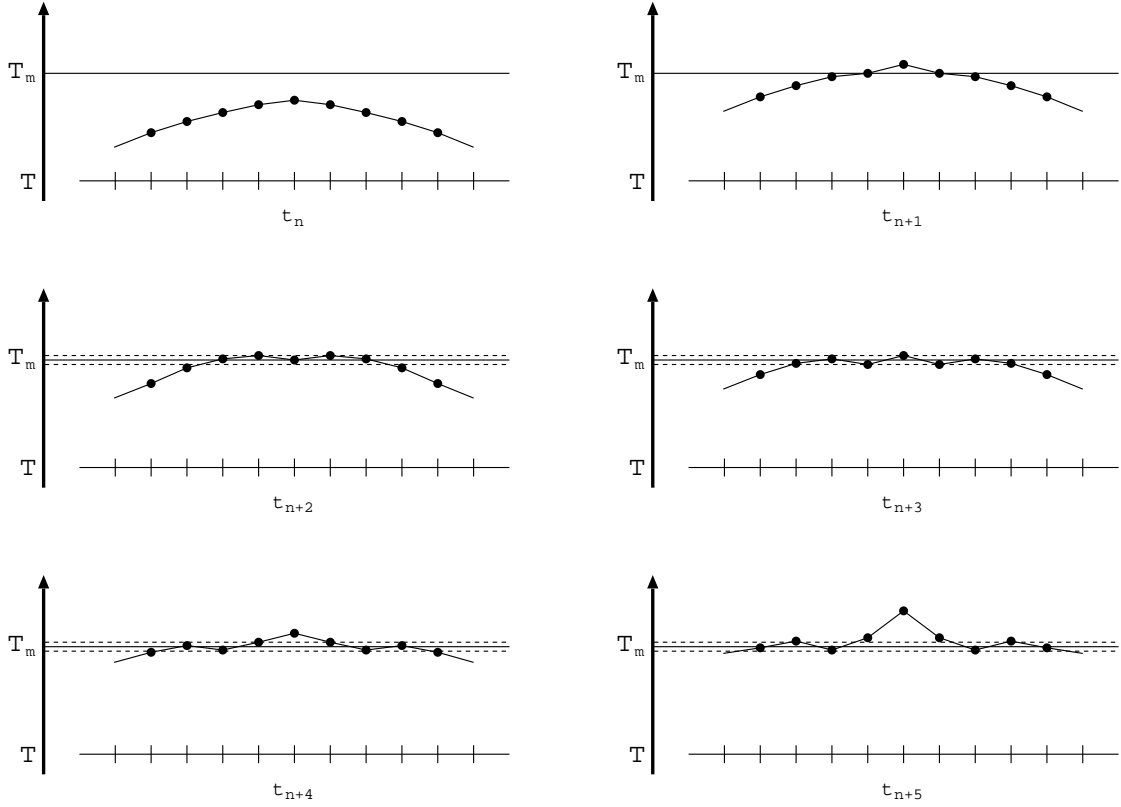 T_m
T
t_n
T_m
T
t_{n+1}
T_m
T
t_{n+2}
T_m
T
t_{n+3}
T_m
T
t_{n+4}
T_m
T
t_{n+5}